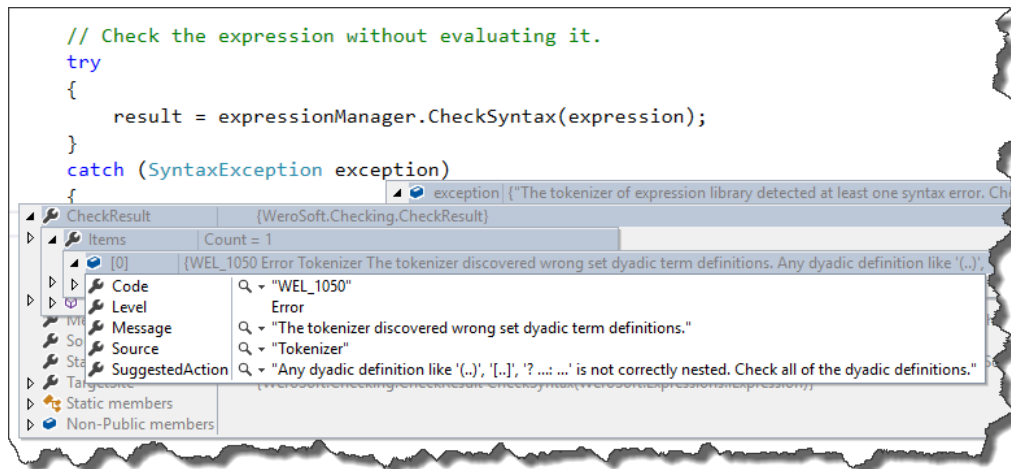 // Check the expression without evaluating it.
try
{
result = expressionManager.CheckSyntax(expression);
}
catch (SyntaxException exception)
{
exception {"The tokenizer of expression library detected at least one syntax error. Che
CheckResult {WeroSoft.Checking.CheckResult}
Items Count = 1
[0] {WEL_1050 Error Tokenizer The tokenizer discovered wrong set dyadic term definitions. Any dyadic definition like '(..)',
Code "WEL_1050"
Level Error
Message "The tokenizer discovered wrong set dyadic term definitions."
Source "Tokenizer"
SuggestedAction "Any dyadic definition like '(..)', '[..]', '? ...: ...' is not correctly nested. Check all of the dyadic definitions."
TargetSite {WeroSoft.Checking.CheckResult CheckSyntax(WeroSoft.Expressions.Expression)}
Static members
Non-Public members